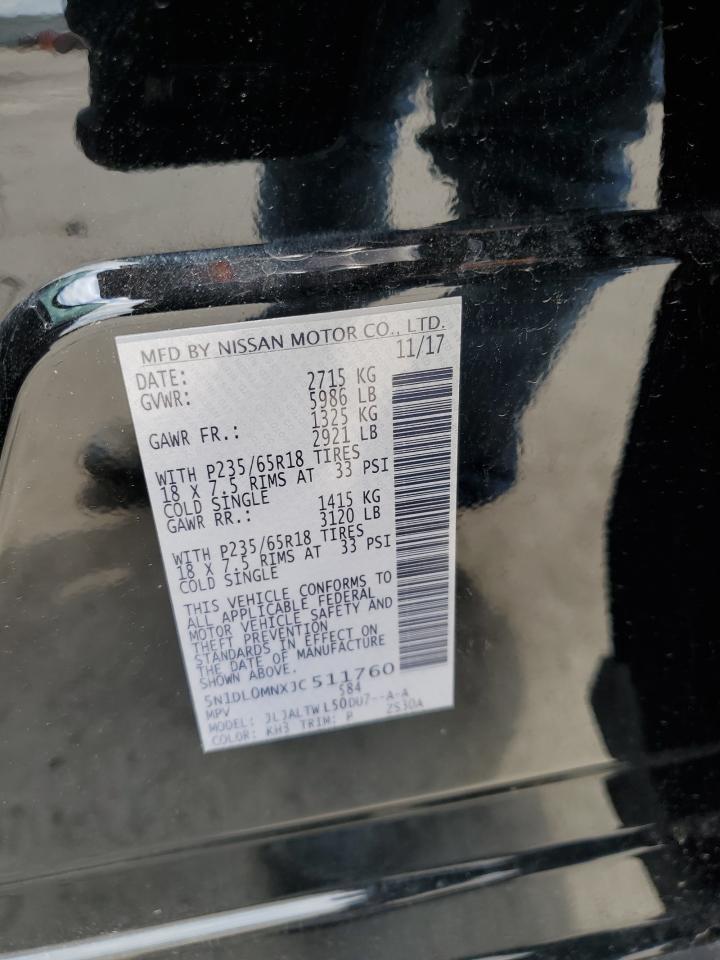 MFD BY NISSAN MOTOR CO., LTD.
DATE: 11/17
GVWR: 2715 KG
5986 LB
GAWR FR.: 1325 KG
2921 LB
WITH P235/65R18 TIRES
18 X 7.5 RIMS AT 33 PSI
COLD SINGLE
GAWR RR.: 1415 KG
3120 LB
WITH P235/65R18 TIRES
18 X 7.5 RIMS AT 33 PSI
COLD SINGLE
THIS VEHICLE CONFORMS TO
ALL APPLICABLE FEDERAL
MOTOR VEHICLE SAFETY AND
THEFT PREVENTION
STANDARDS IN EFFECT ON
THE DATE OF MANUFACTURE
SHOWN ABOVE.
5N1DL0MNXJC511760
MPV S84
MODEL: JLJALTWL50DU7--A-A
COLOR: KH3 TRIM: P ZS30A